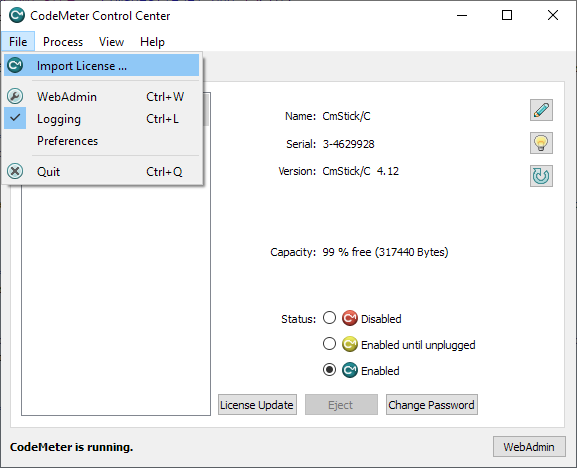 CodeMeter Control Center
File Process View Help
Import License ...
WebAdmin Ctrl+W
Logging Ctrl+L
Preferences
Quit Ctrl+Q
Name: CmStick/C
Serial: 3-4629928
Version: CmStick/C 4.12
Capacity: 99 % free (317440 Bytes)
Status: Disabled
Enabled until unplugged
Enabled
License Update Eject Change Password
CodeMeter is running. WebAdmin